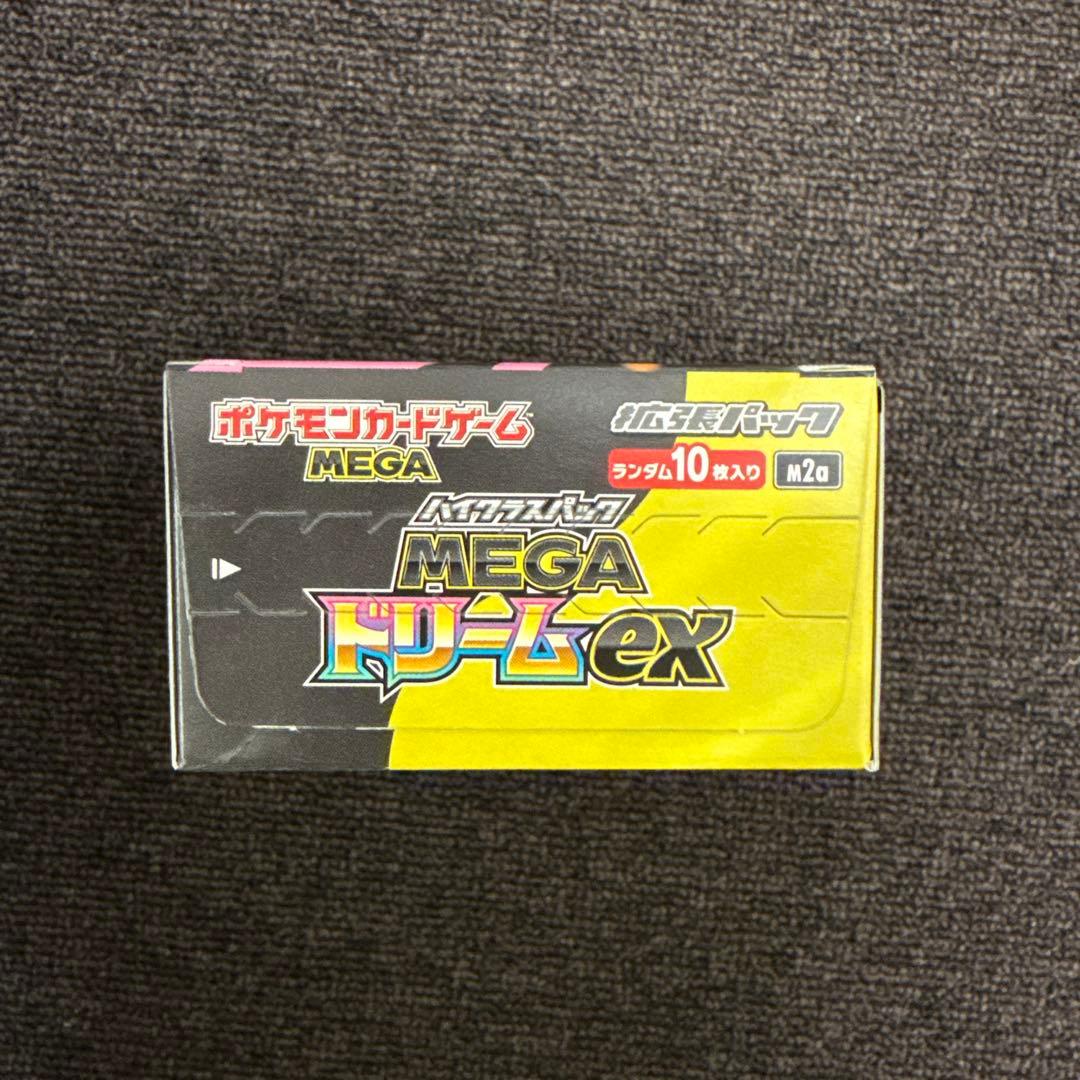 ポケモンカードゲーム
MEGA
拡張パック
ランダム10枚入り
M2a
ハイクラスパック
MEGA
ドリームex